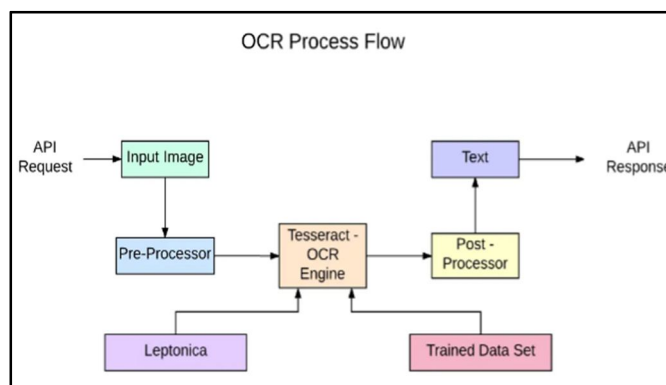 OCR Process Flow
API
Request
Input Image
Text
API
Response
Pre-Processor
Tesseract -
OCR
Engine
Post -
Processor
Leptonica
Trained Data Set